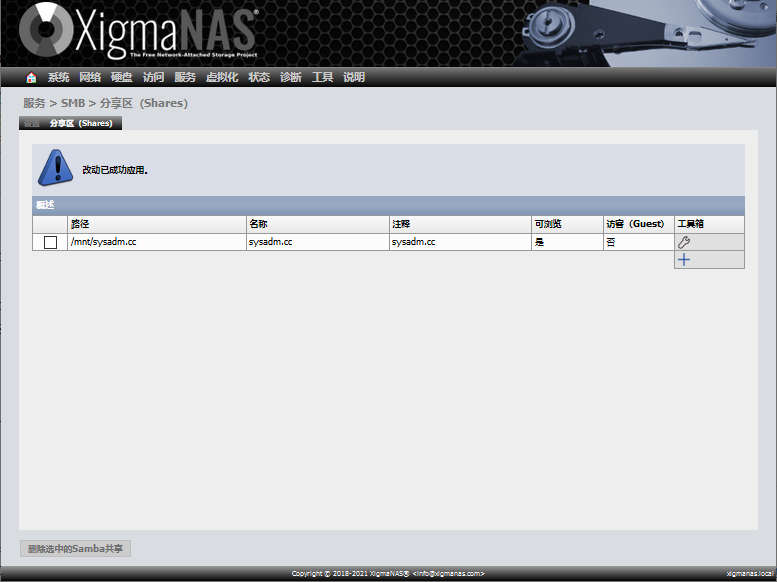 XigmaNAS®
The Free Network-Attached Storage Project
系统 网络 硬盘 访问 服务 虚拟化 状态 诊断 工具 说明
服务 > SMB > 分享区 (Shares)
设置 分享区 (Shares)
改动已成功应用。
概述
路径 名称 注释 可浏览 访客 (Guest) 工具箱
/mnt/sysadm.cc sysadm.cc sysadm.cc 是 否
删除选中的Samba共享
Copyright © 2018-2021 XigmaNAS® <info@xigmanas.com> xigmanas.local